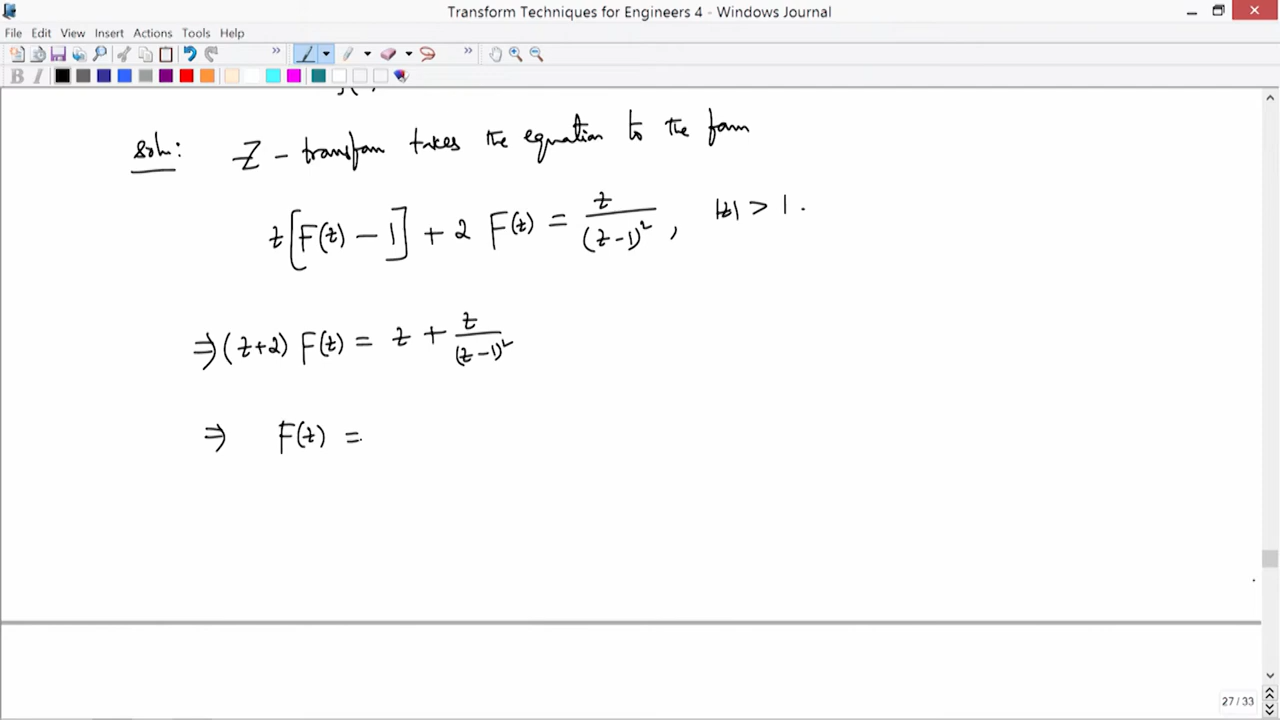 Transform Techniques for Engineers 4 - Windows Journal
File Edit View Insert Actions Tools Help
Soln: Z - transform takes the equation to the form
z[F(z) - 1] + 2 F(z) = z/(z-1)², |z| > 1.
⇒ (z+2) F(z) = z + z/(z-1)²
⇒ F(z) =
27 / 33